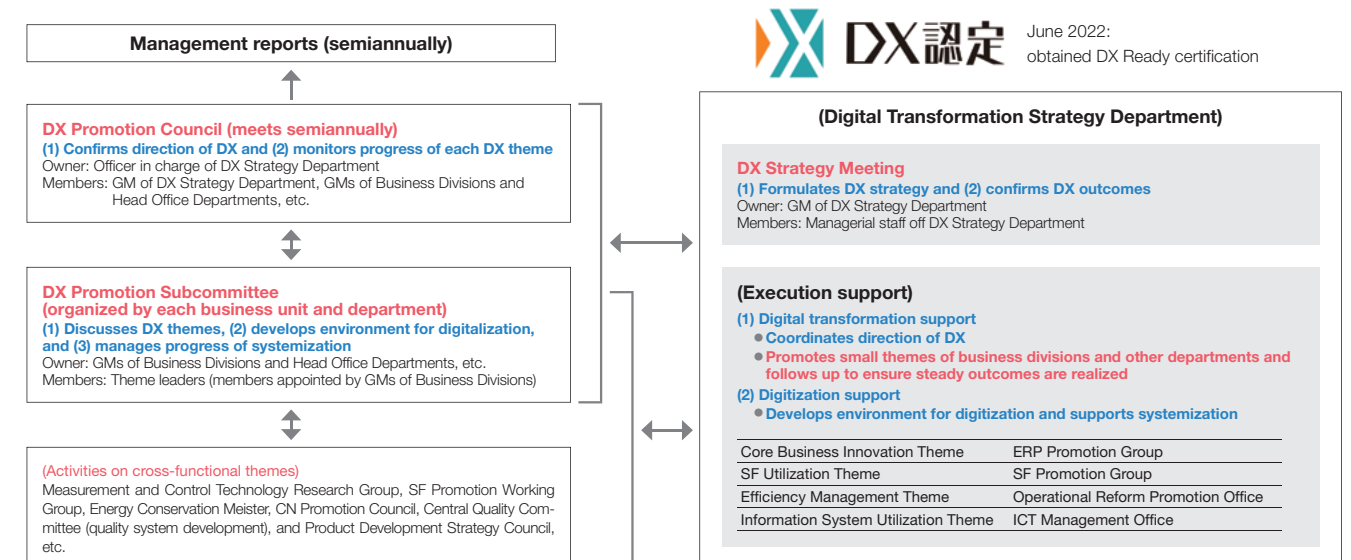 Management reports (semiannually)
DX Promotion Council (meets semiannually)
(1) Confirms direction of DX and (2) monitors progress of each DX theme
Owner: Officer in charge of DX Strategy Department
Members: GM of DX Strategy Department, GMs of Business Divisions and
Head Office Departments, etc.
DX Promotion Subcommittee
(organized by each business unit and department)
(1) Discusses DX themes, (2) develops environment for digitalization,
and (3) manages progress of systemization
Owner: GMs of Business Divisions and Head Office Departments, etc.
Members: Theme leaders (members appointed by GMs of Business Divisions)
(Activities on cross-functional themes)
Measurement and Control Technology Research Group, SF Promotion Working
Group, Energy Conservation Meister, CN Promotion Council, Central Quality Com-
mittee (quality system development), and Product Development Strategy Council,
etc.
DX認定
June 2022:
obtained DX Ready certification
(Digital Transformation Strategy Department)
DX Strategy Meeting
(1) Formulates DX strategy and (2) confirms DX outcomes
Owner: GM of DX Strategy Department
Members: Managerial staff off DX Strategy Department
(Execution support)
(1) Digital transformation support
● Coordinates direction of DX
● Promotes small themes of business divisions and other departments and
follows up to ensure steady outcomes are realized
(2) Digitization support
● Develops environment for digitization and supports systemization
Core Business Innovation Theme ERP Promotion Group
SF Utilization Theme SF Promotion Group
Efficiency Management Theme Operational Reform Promotion Office
Information System Utilization Theme ICT Management Office